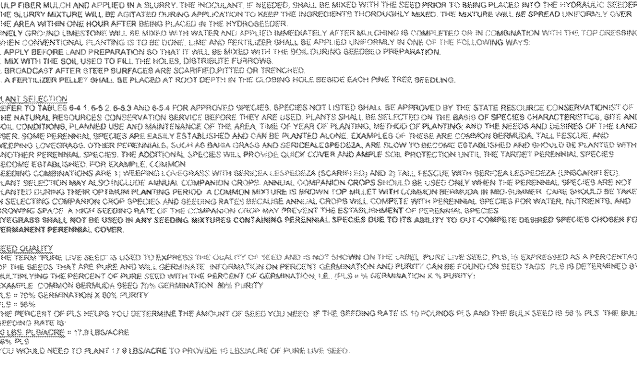 ULP FIBER MULCH AND APPLIED IN A SLURRY. THE INOCULANT, IF NEEDED, SHALL BE MIXED WITH THE SEED PRIOR TO BEING PLACED INTO THE HYDRAULIC SEEDER.
THE SLURRY MIXTURE WILL BE AGITATED DURING APPLICATION TO KEEP THE INGREDIENTS THOROUGHLY MIXED. THE MIXTURE WILL BE SPREAD UNIFORMLY OVER
THE AREA WITHIN ONE HOUR AFTER BEING PLACED IN THE HYDROSEEDER.
INELY GROUND LIMESTONE WILL BE MIXED WITH WATER AND APPLIED IMMEDIATELY AFTER MULCHING IS COMPLETED OR IN COMBINATION WITH THE TOP DRESSING
WHEN CONVENTIONAL PLANTING IS TO BE DONE, LIME AND FERTILIZER SHALL BE APPLIED UNIFORMLY IN ONE OF THE FOLLOWING WAYS:
. APPLY BEFORE LAND PREPARATION SO THAT IT WILL BE MIXED WITH THE SOIL DURING SEEDBED PREPARATION.
. MIX WITH THE SOIL USED TO FILL THE HOLES, DISTRIBUTE FURROWS.
. BROADCAST AFTER STEEP SURFACES ARE SCARIFIED, PITTED OR TRENCHED.
. A FERTILIZER PELLET SHALL BE PLACED AT ROOT DEPTH IN THE CLOSING HOLE BESIDE EACH PINE TREE SEEDLING.
LANT SELECTION
EFER TO TABLES 6-4 1, 6-5 2, 6-5.3 AND 6-5.4 FOR APPROVED SPECIES. SPECIES NOT LISTED SHALL BE APPROVED BY THE STATE RESOURCE CONSERVATIONIST OF
HE NATURAL RESOURCES CONSERVATION SERVICE BEFORE THEY ARE USED. PLANTS SHALL BE SELECTED ON THE BASIS OF SPECIES CHARACTERISTICS, SITE AND
OIL CONDITIONS, PLANNED USE AND MAINTENANCE OF THE AREA, TIME OF YEAR OF PLANTING, METHOD OF PLANTING; AND THE NEEDS AND DESIRES OF THE LAND
SER. SOME PERENNIAL SPECIES ARE EASILY ESTABLISHED AND CAN BE PLANTED ALONE. EXAMPLES OF THESE ARE COMMON BERMUDA, TALL FESCUE, AND
WEEPING LOVEGRASS. OTHER PERENNIALS, SUCH AS BAHIA GRASS AND SERICEA LESPEDEZA, ARE SLOW TO BECOME ESTABLISHED AND SHOULD BE PLANTED WITH
NOTHER PERENNIAL SPECIES. THE ADDITIONAL SPECIES WILL PROVIDE QUICK COVER AND AMPLE SOIL PROTECTION UNTIL THE TARGET PERENNIAL SPECIES
ECOME ESTABLISHED. FOR EXAMPLE, COMMON
EEDING COMBINATIONS ARE 1) WEEPING LOVEGRASS WITH SERICEA LESPEDEZA (SCARIFIED) AND 2) TALL FESCUE WITH SERICEA LESPEDEZA (UNSCARIFIED).
LANT SELECTION MAY ALSO INCLUDE ANNUAL COMPANION CROPS. ANNUAL COMPANION CROPS SHOULD BE USED ONLY WHEN THE PERENNIAL SPECIES ARE NOT
LANTED DURING THEIR OPTIMUM PLANTING PERIOD. A COMMON MIXTURE IS BROWN TOP MILLET WITH COMMON BERMUDA IN MID-SUMMER. CARE SHOULD BE TAKEN
N SELECTING COMPANION CROP SPECIES AND SEEDING RATES BECAUSE ANNUAL CROPS WILL COMPETE WITH PERENNIAL SPECIES FOR WATER, NUTRIENTS, AND
ROWING SPACE. A HIGH SEEDING RATE OF THE COMPANION CROP MAY PREVENT THE ESTABLISHMENT OF PERENNIAL SPECIES.
RYEGRASS SHALL NOT BE USED IN ANY SEEDING MIXTURES CONTAINING PERENNIAL SPECIES DUE TO ITS ABILITY TO OUT-COMPETE DESIRED SPECIES CHOSEN FO
PERMANENT PERENNIAL COVER.
EED QUALITY
HE TERM "PURE LIVE SEED" IS USED TO EXPRESS THE QUALITY OF SEED AND IS NOT SHOWN ON THE LABEL. PURE LIVE SEED, PLS, IS EXPRESSED AS A PERCENTAG
OF THE SEEDS THAT ARE PURE AND WILL GERMINATE. INFORMATION ON PERCENT GERMINATION AND PURITY CAN BE FOUND ON SEED TAGS. PLS IS DETERMINED B
ULTIPLYING THE PERCENT OF PURE SEED WITH THE PERCENT OF GERMINATION, I.E., (PLS = % GERMINATION X % PURITY)
EXAMPLE: COMMON BERMUDA SEED 70% GERMINATION 80% PURITY
PLS = 70% GERMINATION X 80% PURITY
PLS = 56%
THE PERCENT OF PLS HELPS YOU DETERMINE THE AMOUNT OF SEED YOU NEED. IF THE SEEDING RATE IS 10 POUNDS PLS AND THE BULK SEED IS 56 % PLS, THE BUL
EEDING RATE IS:
0 LBS. PLS/ACRE = 17.9 LBS/ACRE
6% PLS
YOU WOULD NEED TO PLANT 17.9 LBS/ACRE TO PROVIDE 10 LBS/ACRE OF PURE LIVE SEED.